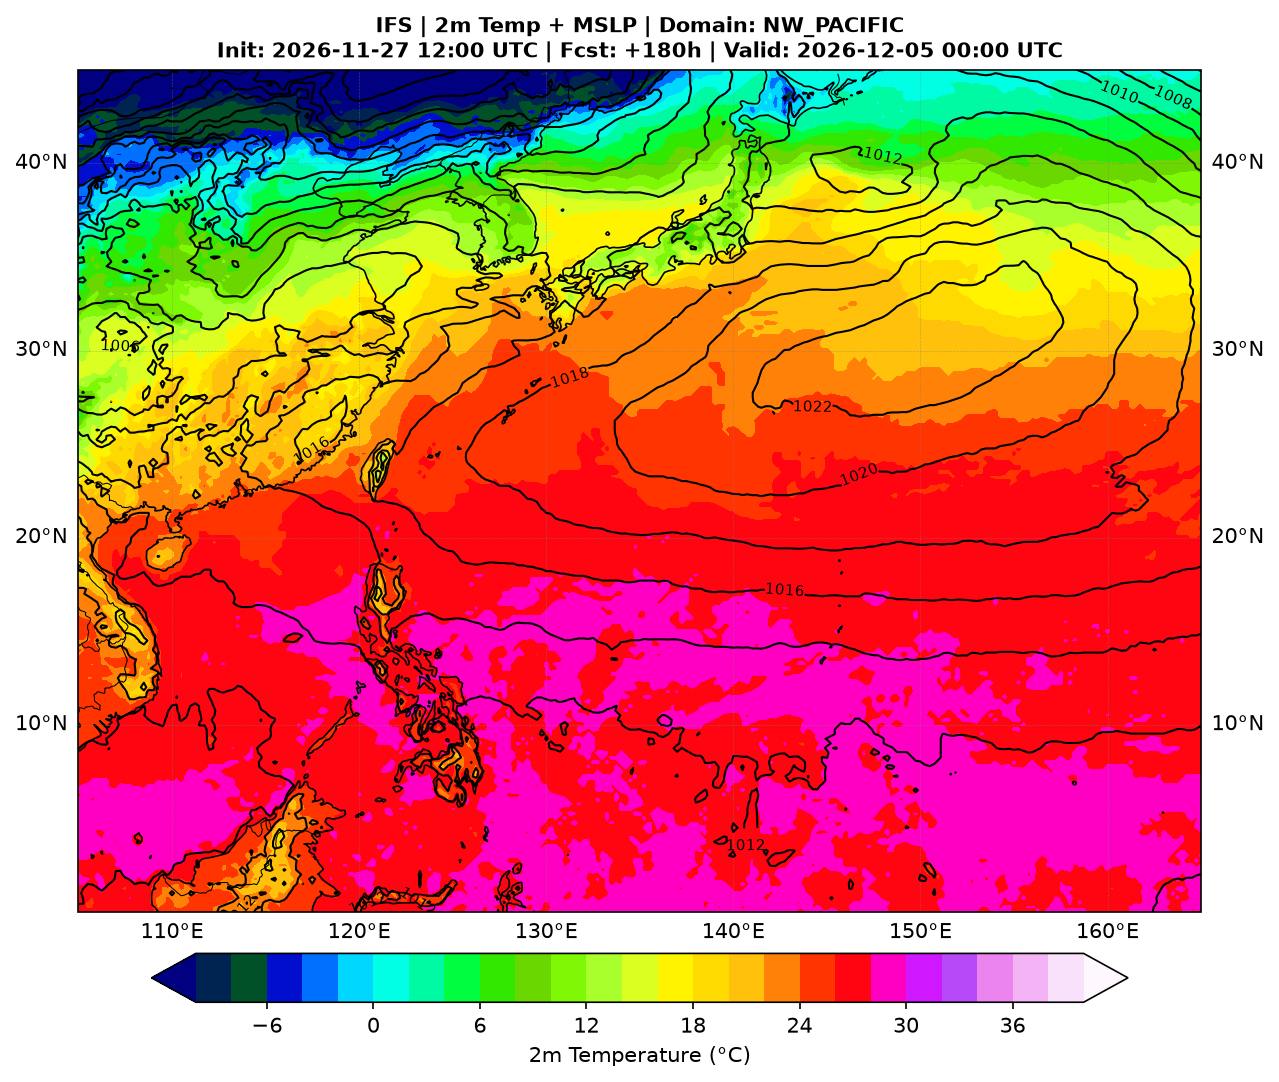 IFS | 2m Temp + MSLP | Domain: NW_PACIFIC
Init: 2026-11-27 12:00 UTC | Fcst: +180h | Valid: 2026-12-05 00:00 UTC
1010
1008
1012
40°N
40°N
1006
30°N
30°N
1018
1022
1016
1020
20°N
20°N
1016
10°N
10°N
1012
110°E
120°E
130°E
140°E
150°E
160°E
−6
0
6
12
18
24
30
36
2m Temperature (°C)